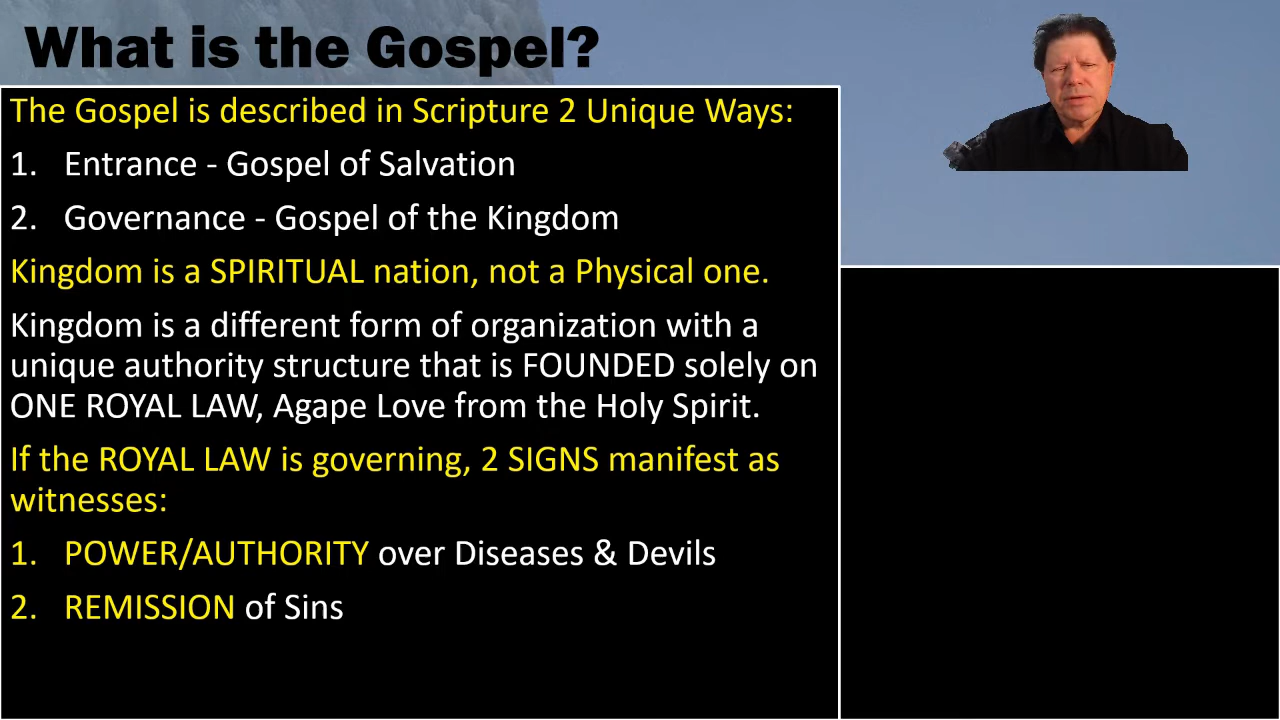 What is the Gospel?
The Gospel is described in Scripture 2 Unique Ways:
1. Entrance - Gospel of Salvation
2. Governance - Gospel of the Kingdom
Kingdom is a SPIRITUAL nation, not a Physical one.
Kingdom is a different form of organization with a
unique authority structure that is FOUNDED solely on
ONE ROYAL LAW, Agape Love from the Holy Spirit.
If the ROYAL LAW is governing, 2 SIGNS manifest as
witnesses:
1. POWER/AUTHORITY over Diseases & Devils
2. REMISSION of Sins